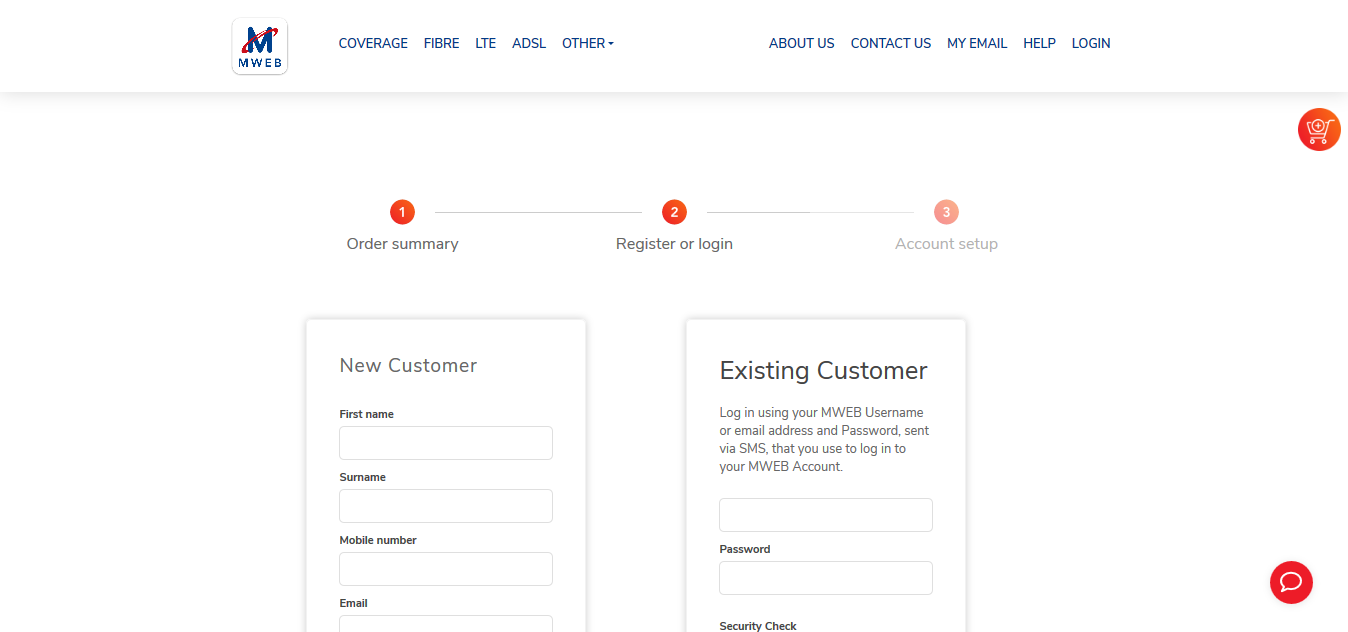 MWEB
COVERAGE FIBRE LTE ADSL OTHER
ABOUT US CONTACT US MY EMAIL HELP LOGIN
1 2 3
Order summary Register or login Account setup
New Customer
First name
Surname
Mobile number
Email
Existing Customer
Log in using your MWEB Username
or email address and Password, sent
via SMS, that you use to log in to
your MWEB Account.
Password
Security Check